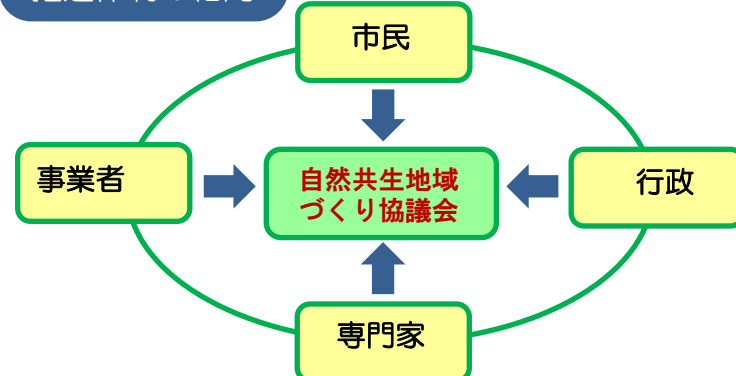 市民
事業者
自然共生地域
づくり協議会
行政
専門家